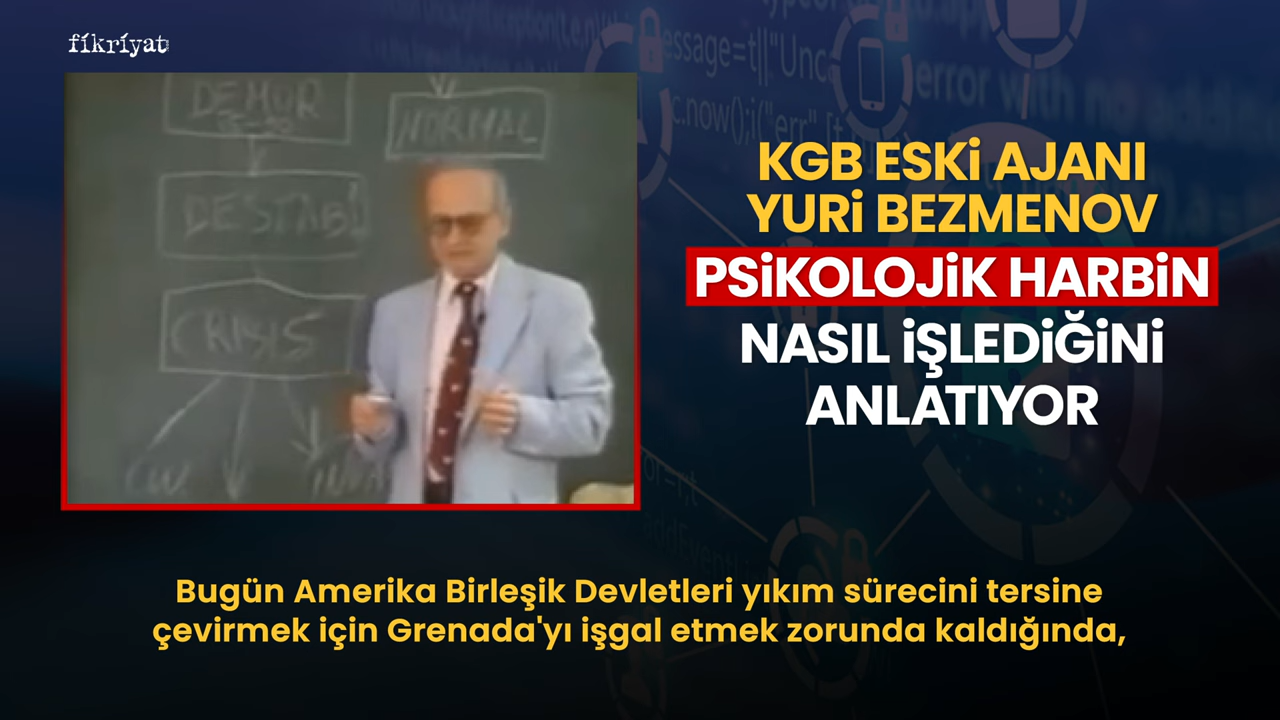 fikriyat
DEMOR
NORMAL
DESTABI
CRISIS
CW.
KGB ESKİ AJANI
YURİ BEZMENOV
PSİKOLOJİK HARBİN
NASIL İŞLEDİĞİNİ
ANLATIYOR
Bugün Amerika Birleşik Devletleri yıkım sürecini tersine
çevirmek için Grenada'yı işgal etmek zorunda kaldığında,